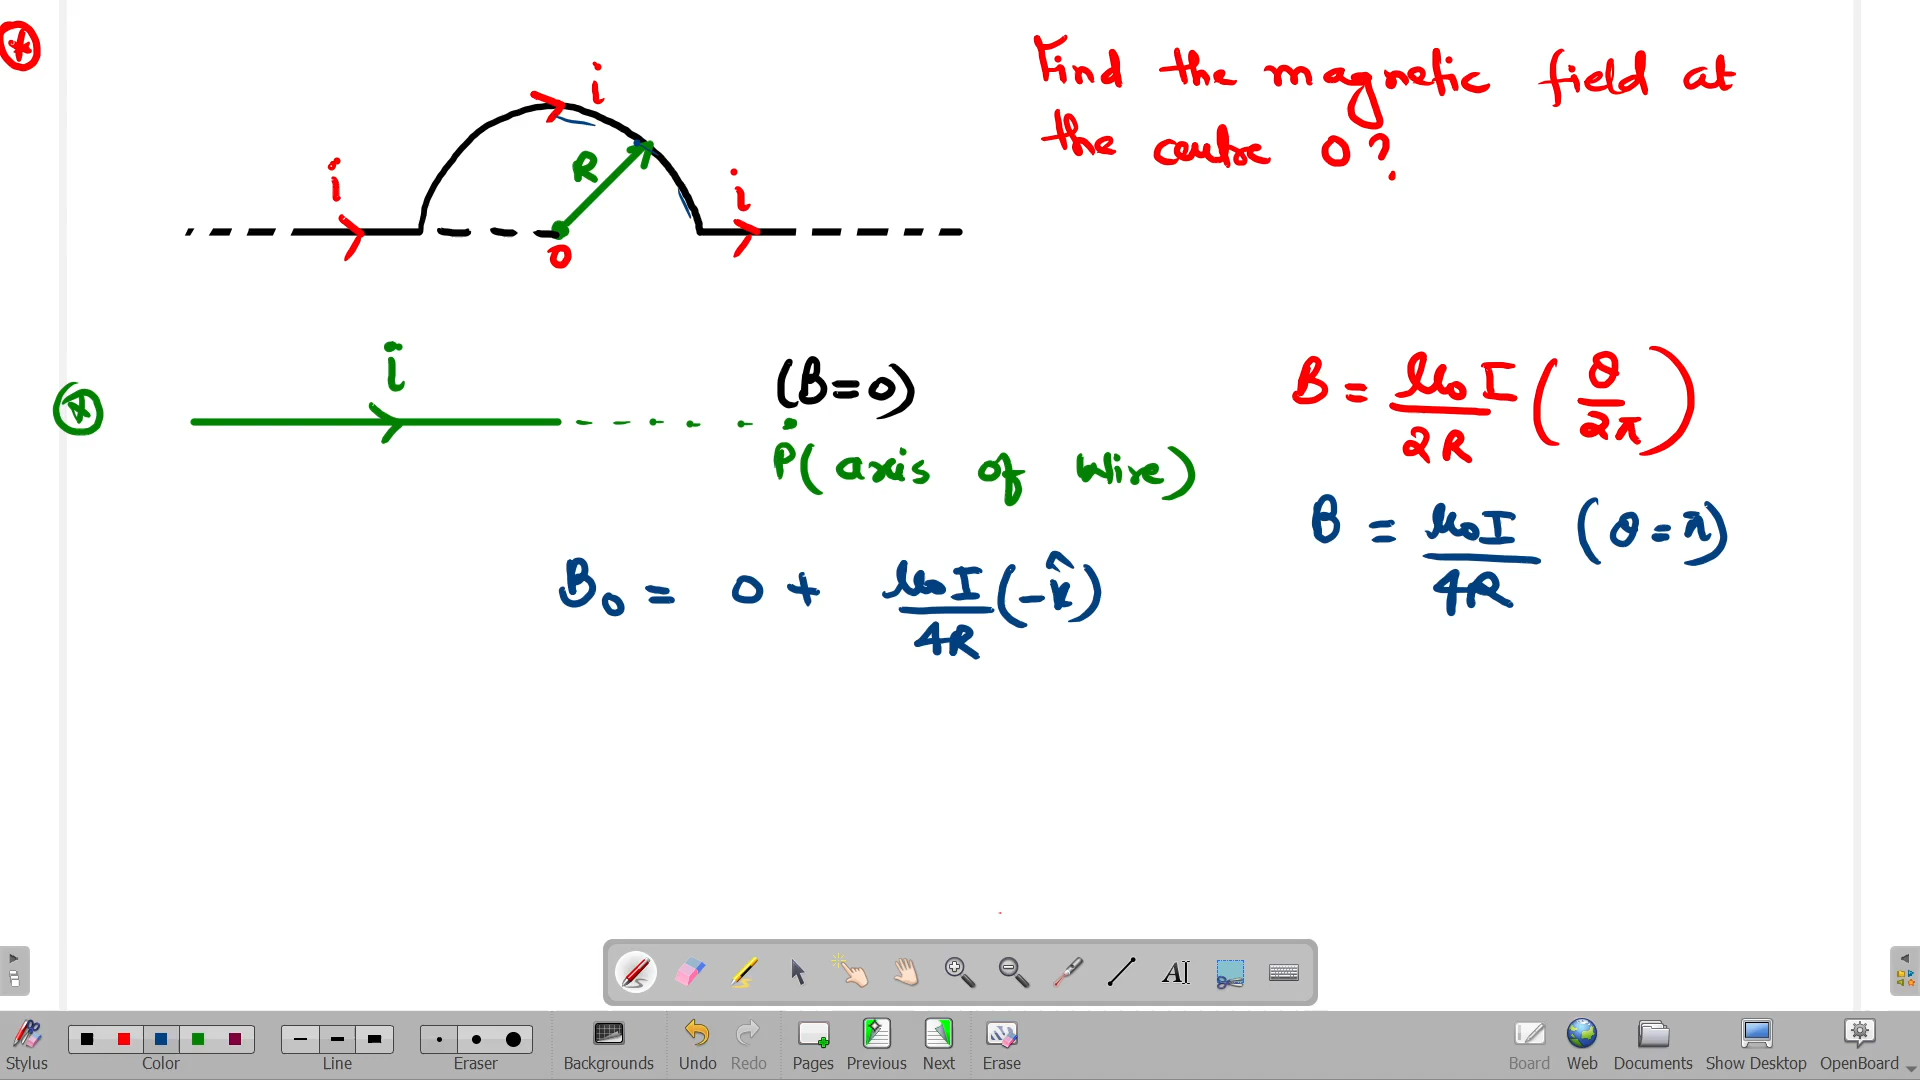 Find the magnetic field at
the centre O?
i
i
i
R
O
i
(B=0)
P( axis of wire)
B = μ₀I/2R (θ/2π)
B = μ₀I/4R (θ=π)
B₀ = 0 + μ₀I/4R (-k̂)
AI
Stylus
Color
Line
Eraser
Backgrounds
Undo
Redo
Pages
Previous
Next
Erase
Board
Web
Documents
Show Desktop
OpenBoard